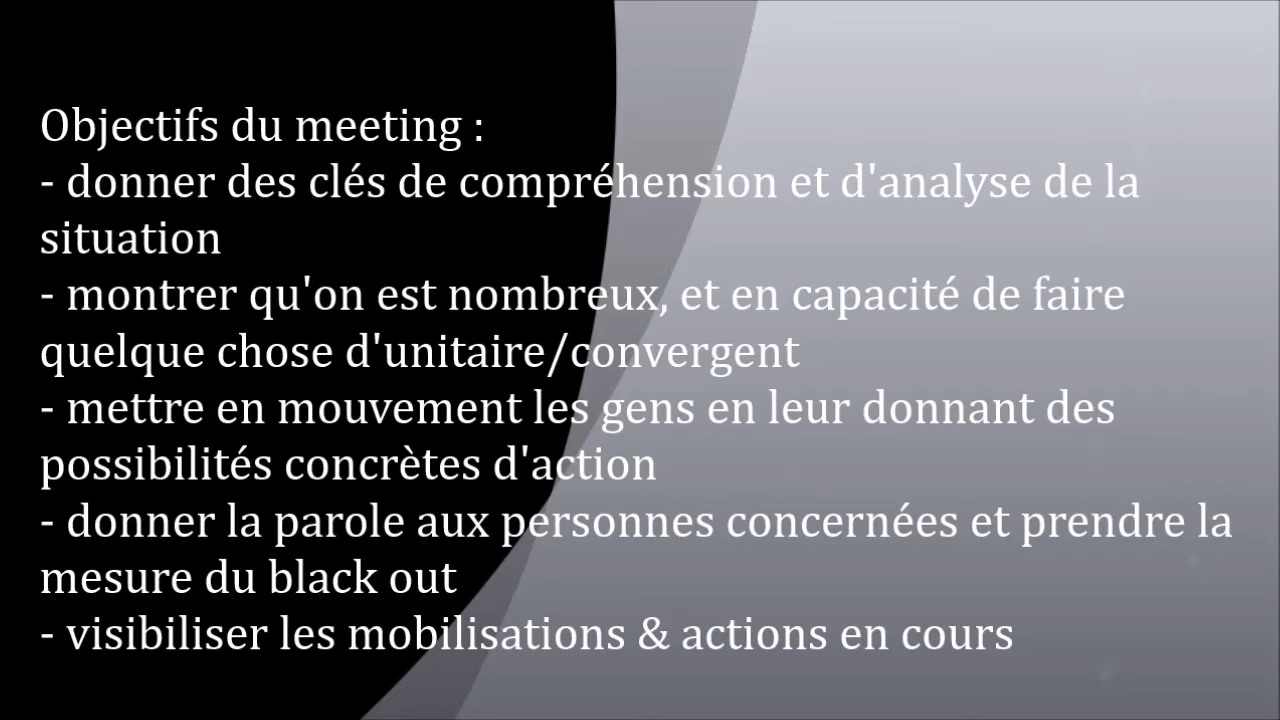 Objectifs du meeting :
- donner des clés de compréhension et d'analyse de la
situation
- montrer qu'on est nombreux, et en capacité de faire
quelque chose d'unitaire/convergent
- mettre en mouvement les gens en leur donnant des
possibilités concrètes d'action
- donner la parole aux personnes concernées et prendre la
mesure du black out
- visibiliser les mobilisations & actions en cours